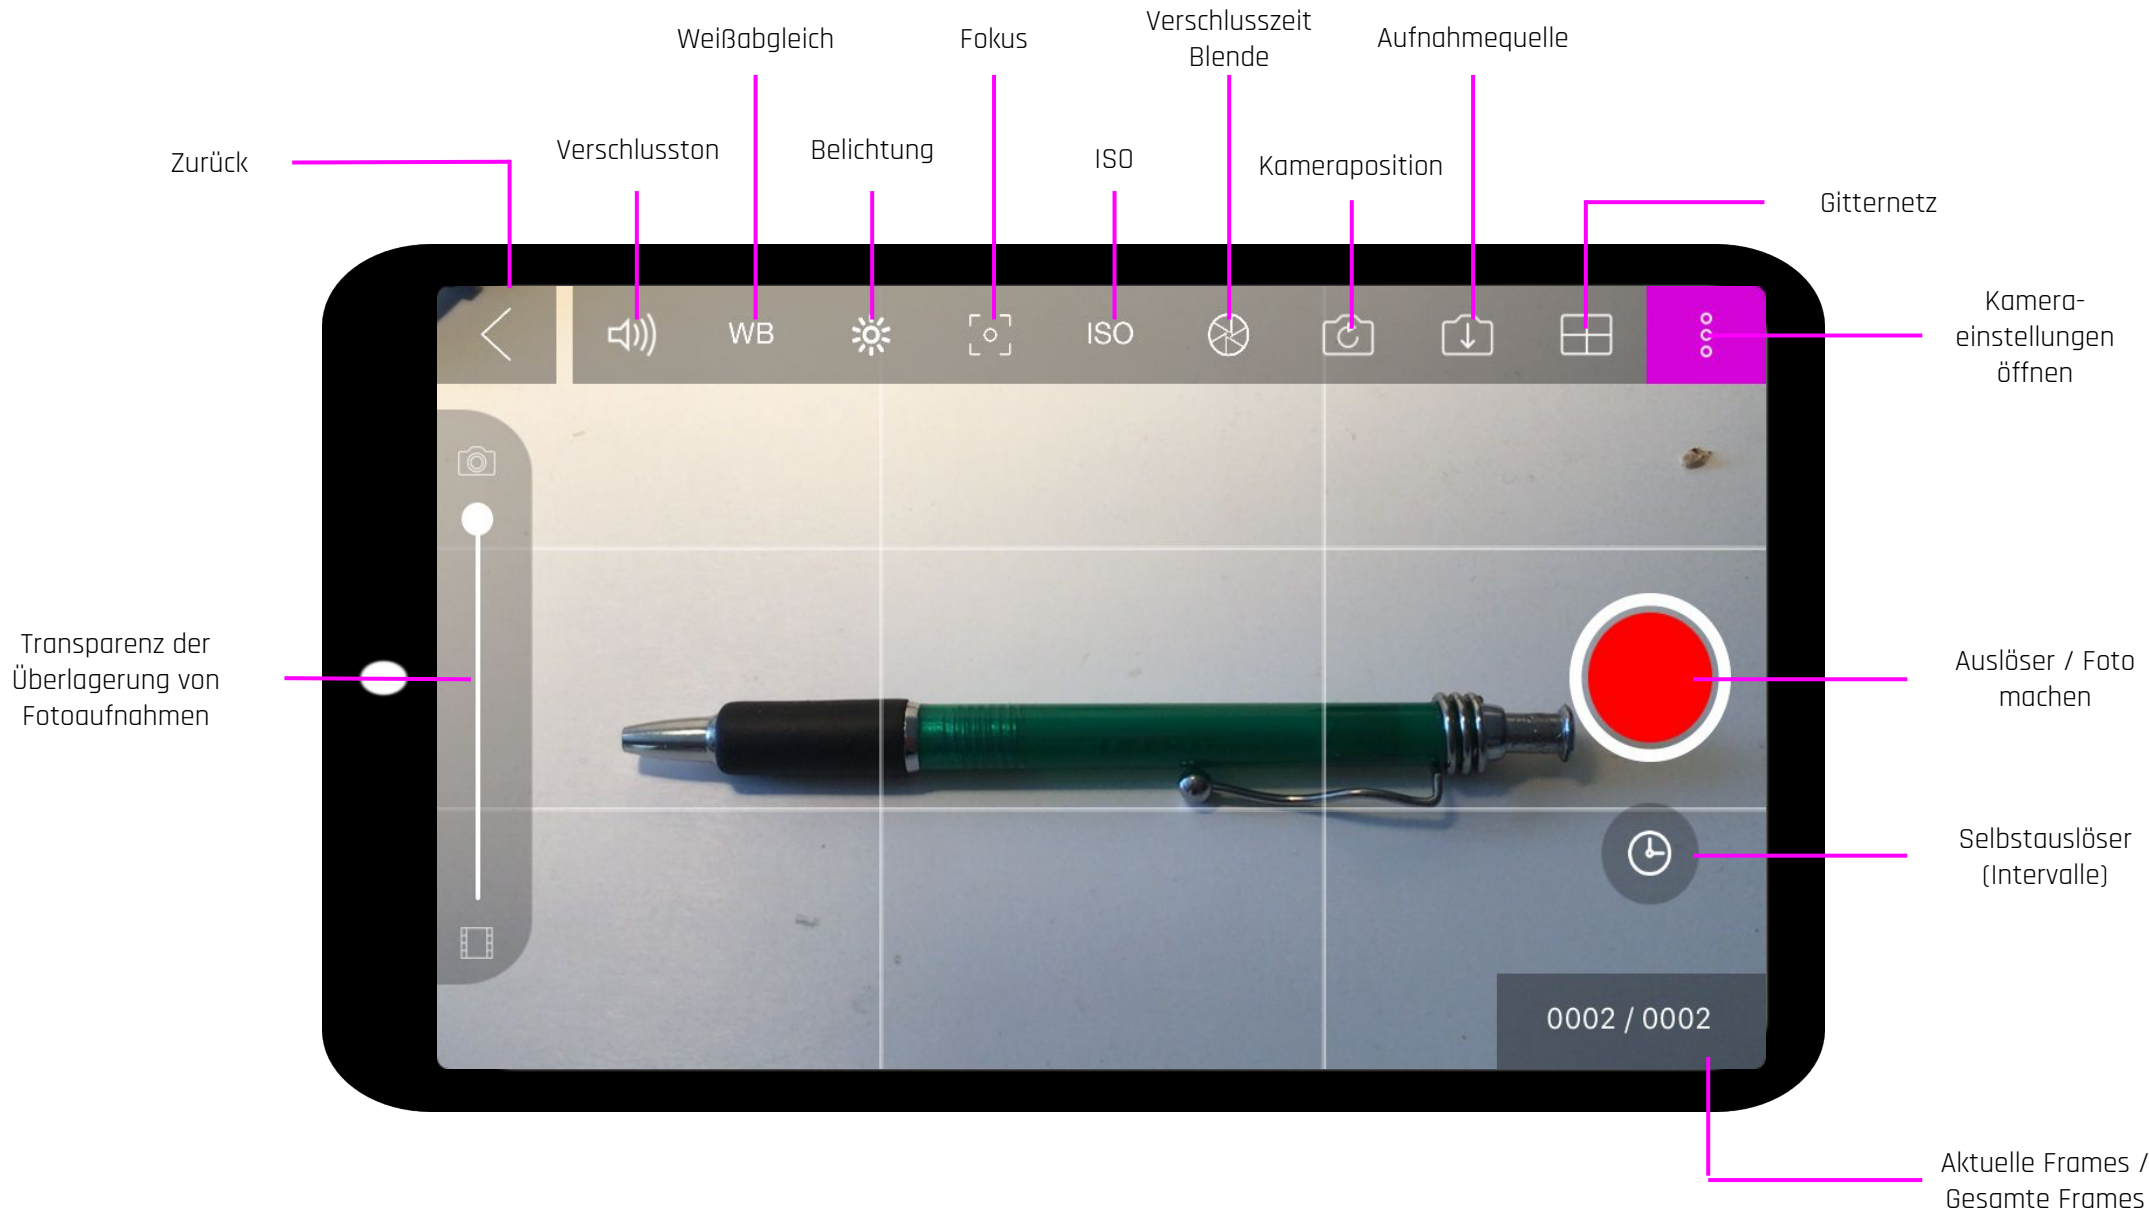 Verschlusszeit
Blende
Weißabgleich
Fokus
Aufnahmequelle
Zurück
Verschlusston
Belichtung
ISO
Kameraposition
Gitternetz
WB
ISO
Kamera-
einstellungen
öffnen
Transparenz der
Überlagerung von
Fotoaufnahmen
Auslöser / Foto
machen
Selbstauslöser
(Intervalle)
0002 / 0002
Aktuelle Frames /
Gesamte Frames